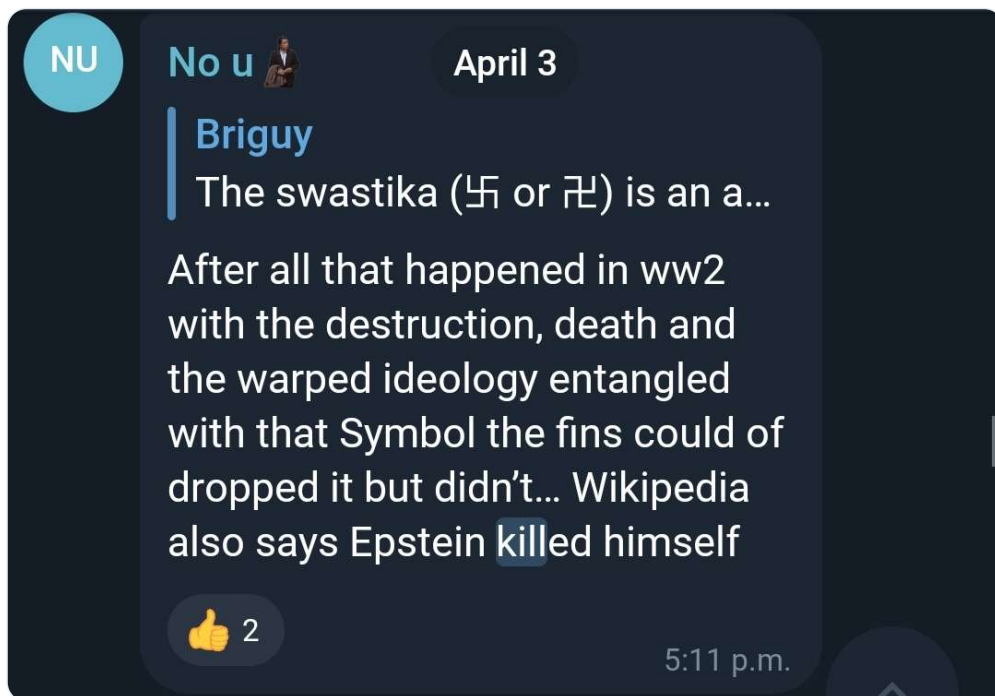 NU
No u
April 3
Briguy
The swastika (卐 or 卍) is an a...
After all that happened in ww2
with the destruction, death and
the warped ideology entangled
with that Symbol the fins could of
dropped it but didn't... Wikipedia
also says Epstein killed himself
2
5:11 p.m.